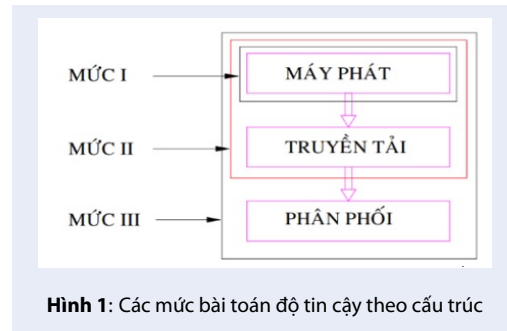 MỨC I
MÁY PHÁT
MỨC II
TRUYỀN TẢI
MỨC III
PHÂN PHỐI
Hình 1: Các mức bài toán độ tin cậy theo cấu trúc